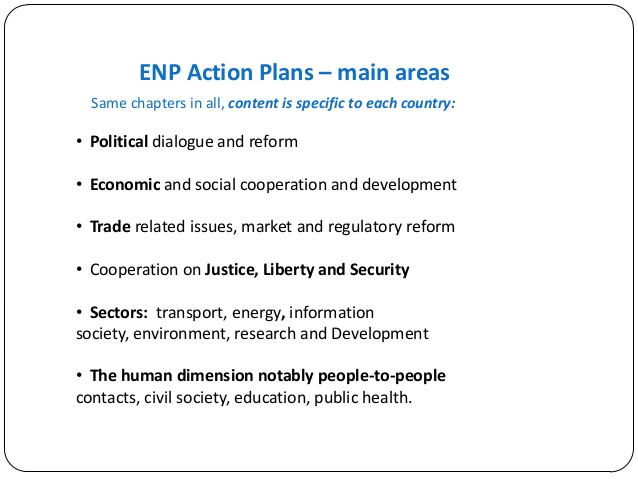 ENP Action Plans – main areas
Same chapters in all, content is specific to each country:
• Political dialogue and reform
• Economic and social cooperation and development
• Trade related issues, market and regulatory reform
• Cooperation on Justice, Liberty and Security
• Sectors: transport, energy, information
society, environment, research and Development
• The human dimension notably people-to-people
contacts, civil society, education, public health.